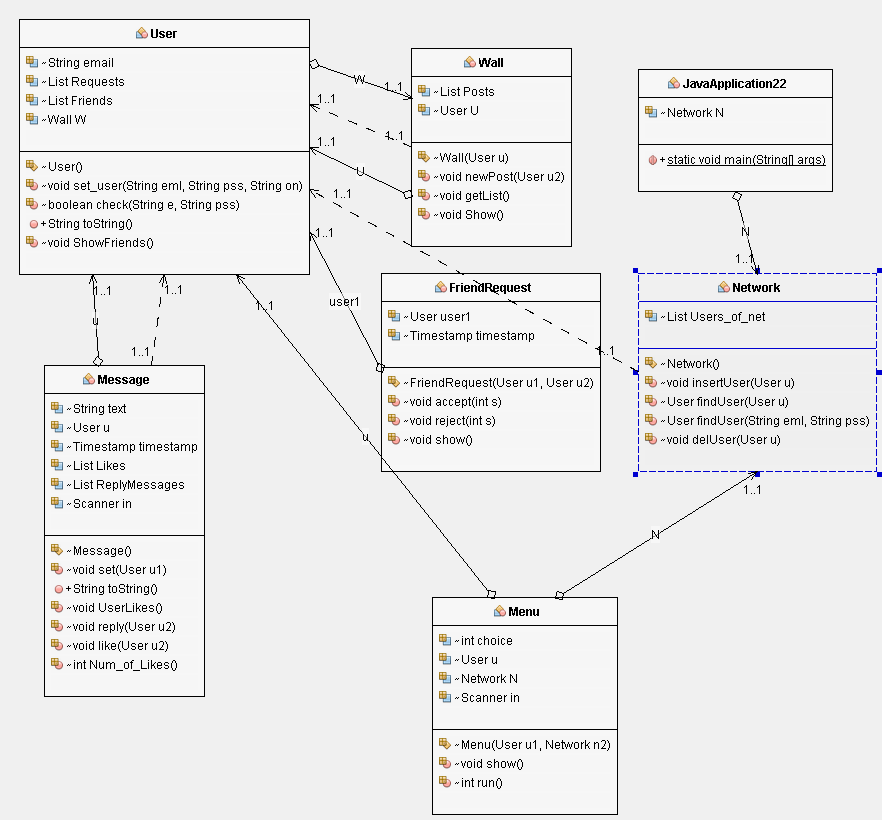 User
~String email
~List Requests
~List Friends
~Wall W
~User()
~void set_user(String eml, String pss, String on)
~boolean check(String e, String pss)
+String toString()
~void ShowFriends()
W
1..1
1..1
1..1
1..1
U
1..1
1..1
user1
Wall
~List Posts
~User U
~Wall(User u)
~void newPost(User u2)
~void getList()
~void Show()
JavaApplication22
~Network N
+static void main(String[] args)
N
1..1
FriendRequest
~User user1
~Timestamp timestamp
~FriendRequest(User u1, User u2)
~void accept(int s)
~void reject(int s)
~void show()
1..1
Network
~List Users_of_net
~Network()
~void insertUser(User u)
~User findUser(User u)
~User findUser(String eml, String pss)
~void delUser(User u)
1..1
1..1
1..1
u
1..1
Message
~String text
~User u
~Timestamp timestamp
~List Likes
~List ReplyMessages
~Scanner in
~Message()
~void set(User u1)
+String toString()
~void UserLikes()
~void reply(User u2)
~void like(User u2)
~int Num_of_Likes()
u
1..1
N
Menu
~int choice
~User u
~Network N
~Scanner in
~Menu(User u1, Network n2)
~void show()
~int run()